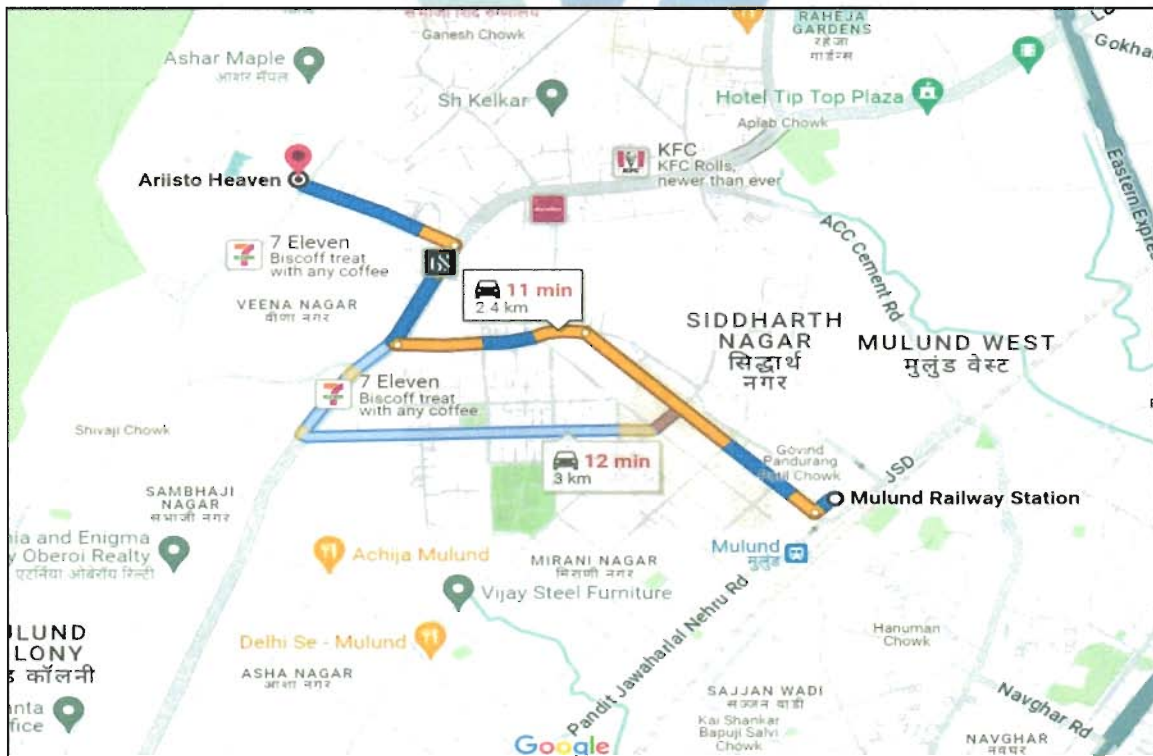 Ganesh Chowk
RAHEJA
GARDENS
रहेजा
गार्डन्स
Gokha
Ashar Maple
आशर मॅपल
Sh Kelkar
Hotel Tip Top Plaza
Aplab Chowk
KFC
KFC Rolls,
newer than ever
Ariisto Heaven
Eastern Expre
ACC Cement Rd
7 Eleven
Biscoff treat
with any coffee
VEENA NAGAR
वीणा नगर
11 min
2.4 km
SIDDHARTH
NAGAR
सिद्धार्थ
नगर
MULUND WEST
मुलुंड वेस्ट
7 Eleven
Biscoff treat
with any coffee
Shivaji Chowk
12 min
3 km
Govind
Pandurang
Patil Chowk
JSD
Mulund Railway Station
SAMBHAJI
NAGAR
संभाजी नगर
nia and Enigma
y Oberoi Realty
Achija Mulund
MIRANI NAGAR
मिराणी नगर
Mulund
मुलुंड
Vijay Steel Furniture
Pandit Jawaharlal Nehru Rd
ULUND
LONY
ड कॉलनी
Delhi Se - Mulund
ASHA NAGAR
आशा नगर
Hanuman
Chowk
anta
ffice
SAJJAN WADI
सज्जन वाडी
Kai Shankar
Bapuji Salvi
Chowk
Navghar Rd
NAVGHAR
नवघर
Google